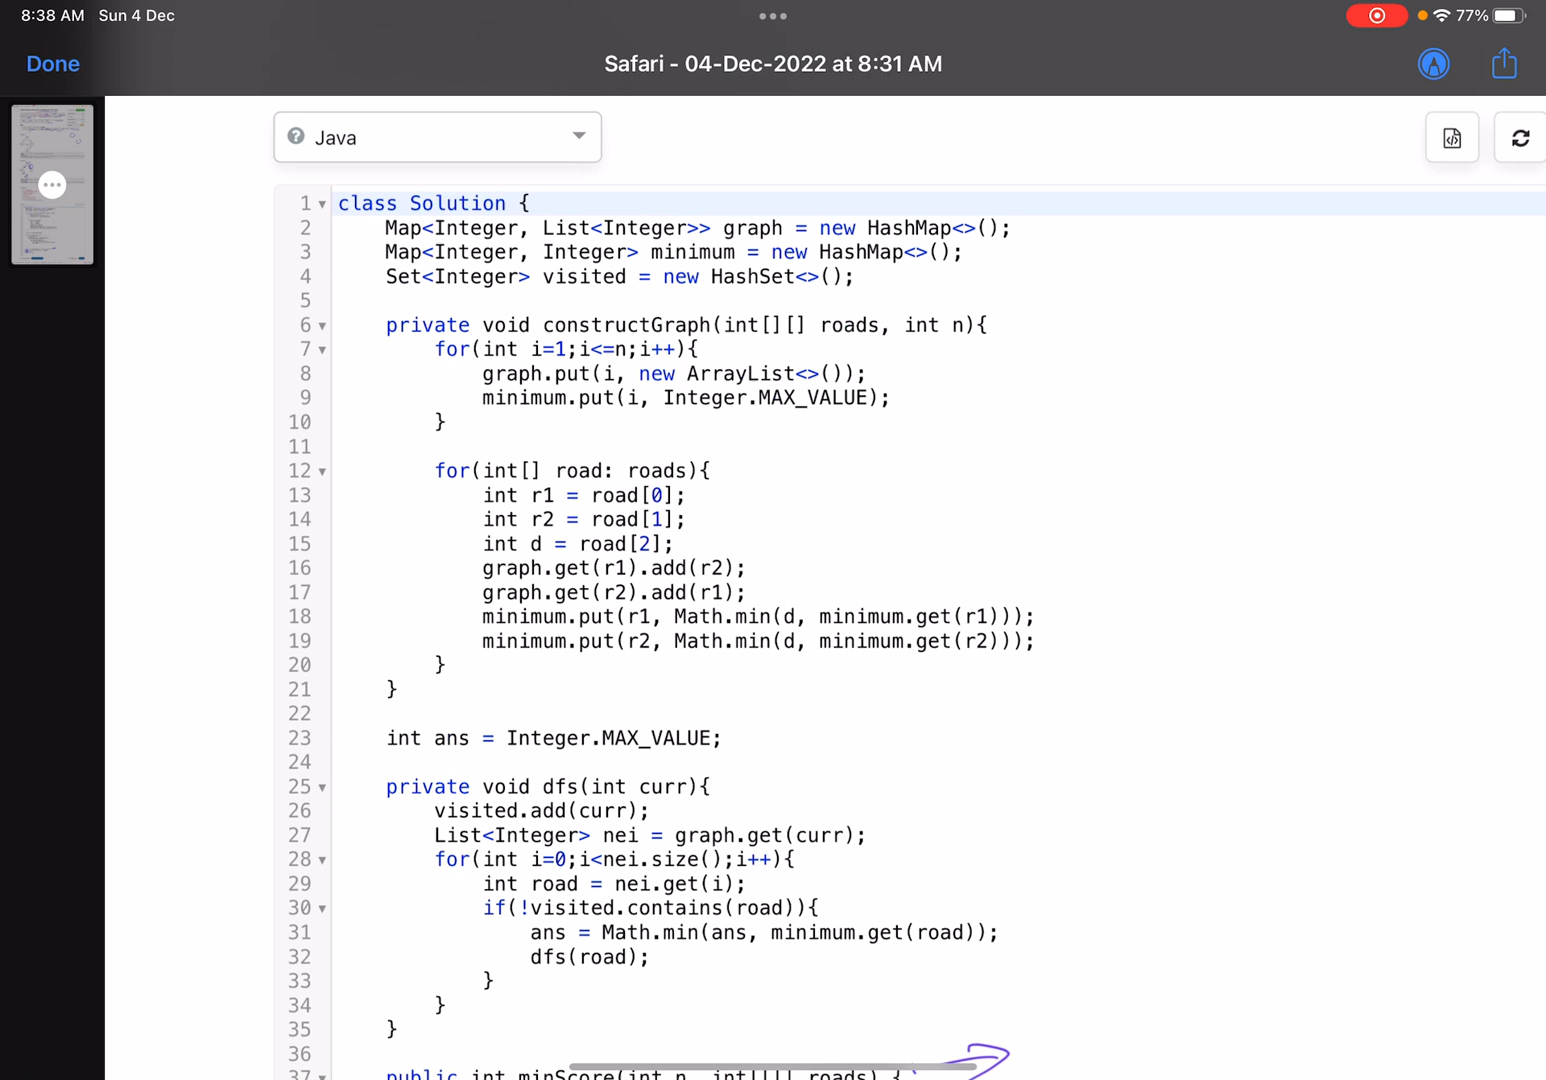 8:38 AM Sun 4 Dec
77%
Done
Safari - 04-Dec-2022 at 8:31 AM
Java
1 class Solution {
2 Map<Integer, List<Integer>> graph = new HashMap<>();
3 Map<Integer, Integer> minimum = new HashMap<>();
4 Set<Integer> visited = new HashSet<>();
5
6 private void constructGraph(int[][] roads, int n){
7 for(int i=1;i<=n;i++){
8 graph.put(i, new ArrayList<>());
9 minimum.put(i, Integer.MAX_VALUE);
10 }
11
12 for(int[] road: roads){
13 int r1 = road[0];
14 int r2 = road[1];
15 int d = road[2];
16 graph.get(r1).add(r2);
17 graph.get(r2).add(r1);
18 minimum.put(r1, Math.min(d, minimum.get(r1)));
19 minimum.put(r2, Math.min(d, minimum.get(r2)));
20 }
21 }
22
23 int ans = Integer.MAX_VALUE;
24
25 private void dfs(int curr){
26 visited.add(curr);
27 List<Integer> nei = graph.get(curr);
28 for(int i=0;i<nei.size();i++){
29 int road = nei.get(i);
30 if(!visited.contains(road)){
31 ans = Math.min(ans, minimum.get(road));
32 dfs(road);
33 }
34 }
35 }
36
37 public int minScore(int n, int[][] roads) {